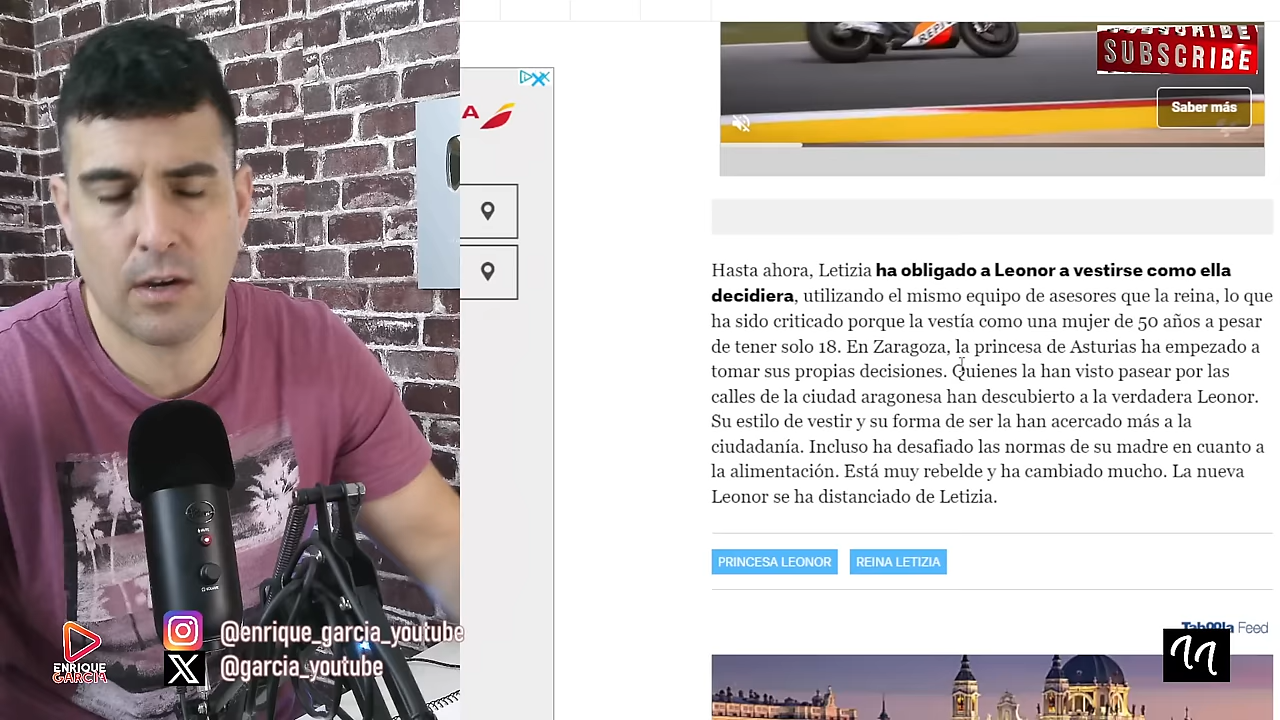 SUBSCRIBE
SUBSCRIBE
Saber más
A
Hasta ahora, Letizia ha obligado a Leonor a vestirse como ella
decidiera, utilizando el mismo equipo de asesores que la reina, lo que
ha sido criticado porque la vestía como una mujer de 50 años a pesar
de tener solo 18. En Zaragoza, la princesa de Asturias ha empezado a
tomar sus propias decisiones. Quienes la han visto pasear por las
calles de la ciudad aragonesa han descubierto a la verdadera Leonor.
Su estilo de vestir y su forma de ser la han acercado más a la
ciudadanía. Incluso ha desafiado las normas de su madre en cuanto a
la alimentación. Está muy rebelde y ha cambiado mucho. La nueva
Leonor se ha distanciado de Letizia.
PRINCESA LEONOR REINA LETIZIA
Taboola Feed
@enrique_garcia_youtube
@garcia_youtube
ENRIQUE
GARCIA